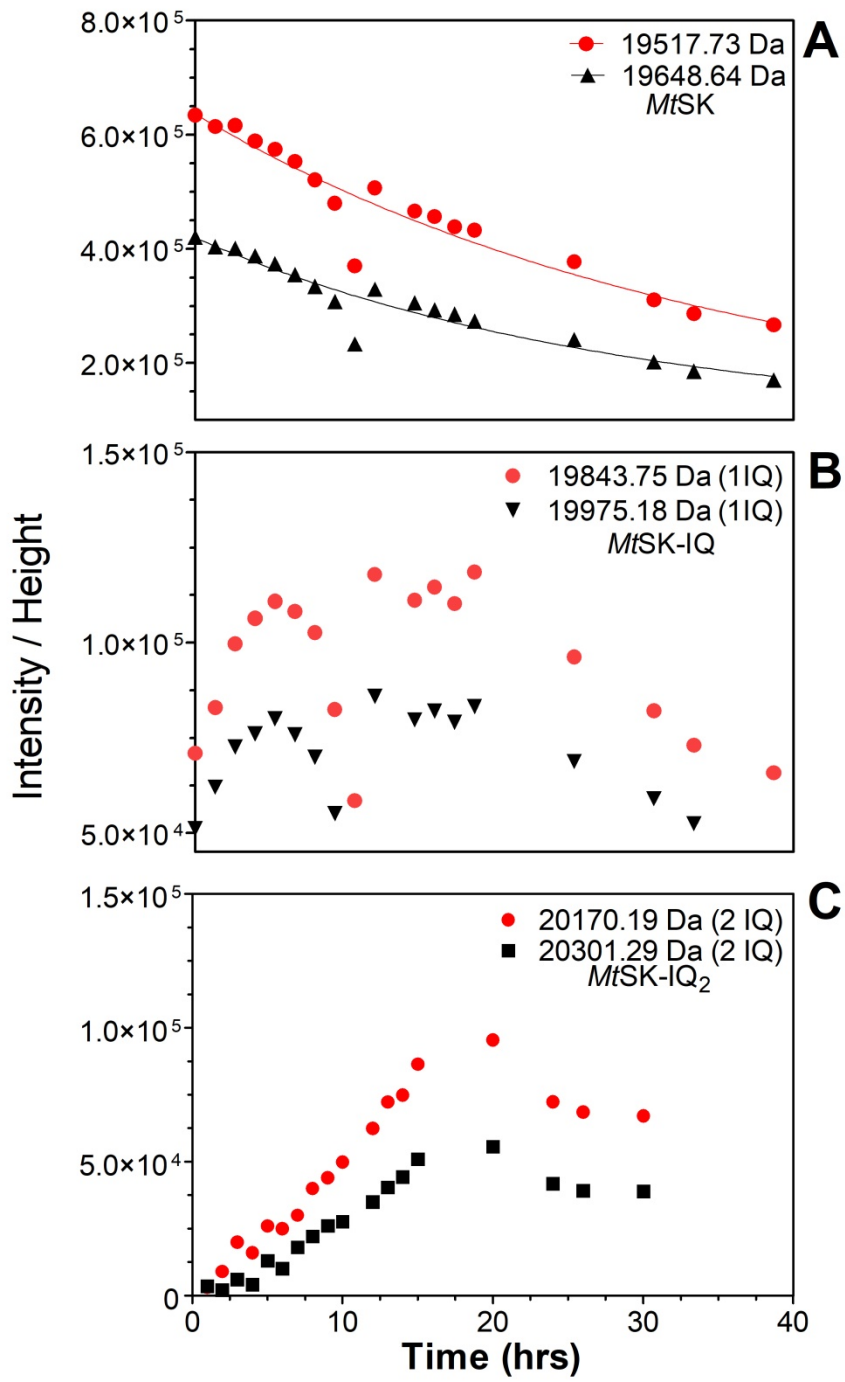 A
8.0×10⁵
19517.73 Da
19648.64 Da
MtSK
6.0×10⁵
4.0×10⁵
2.0×10⁵
B
1.5×10⁵
19843.75 Da (1IQ)
19975.18 Da (1IQ)
MtSK-IQ
1.0×10⁵
5.0×10⁴
Intensity / Height
C
1.5×10⁵
20170.19 Da (2 IQ)
20301.29 Da (2 IQ)
MtSK-IQ₂
1.0×10⁵
5.0×10⁴
0
0 10 20 30 40
Time (hrs)